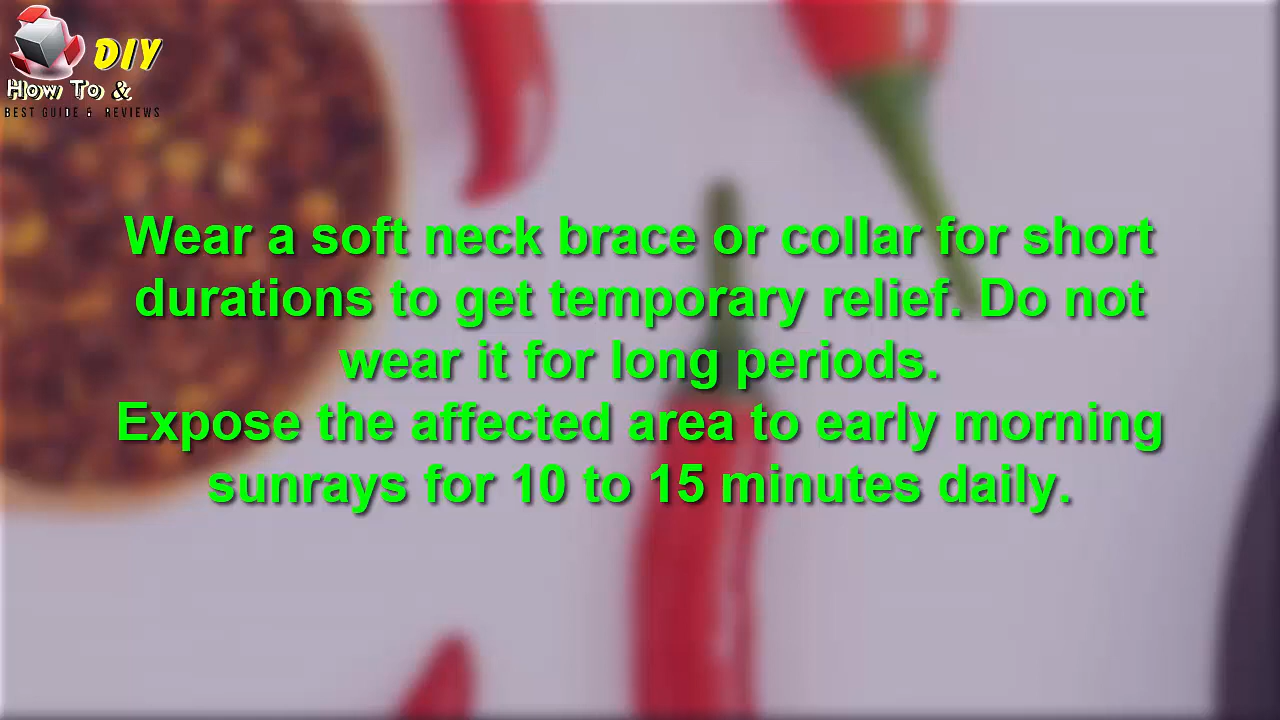 DIY
How To &
BEST GUIDE & REVIEWS
Wear a soft neck brace or collar for short
durations to get temporary relief. Do not
wear it for long periods.
Expose the affected area to early morning
sunrays for 10 to 15 minutes daily.